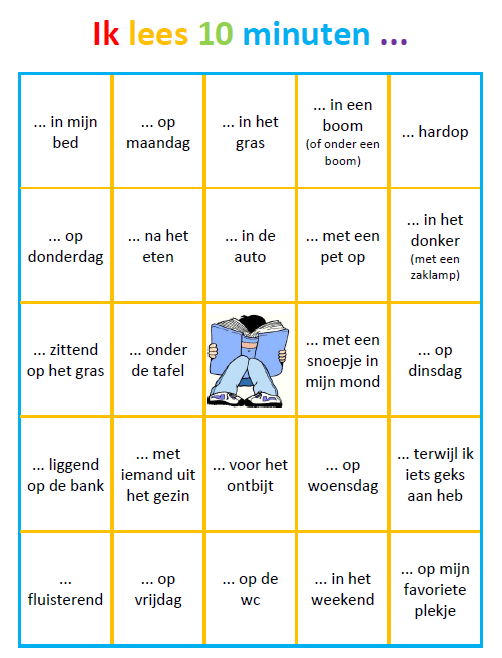 Ik lees 10 minuten ...
... in mijn
bed
... op
maandag
... in het
gras
... in een
boom
(of onder een
boom)
... hardop
... op
donderdag
... na het
eten
... in de
auto
... met een
pet op
... in het
donker
(met een
zaklamp)
... zittend
op het gras
... onder
de tafel
... met een
snoepje in
mijn mond
... op
dinsdag
... liggend
op de bank
... met
iemand uit
het gezin
... voor het
ontbijt
... op
woensdag
... terwijl ik
iets geks
aan heb
...
fluisterend
... op
vrijdag
... op de
wc
... in het
weekend
... op mijn
favoriete
plekje